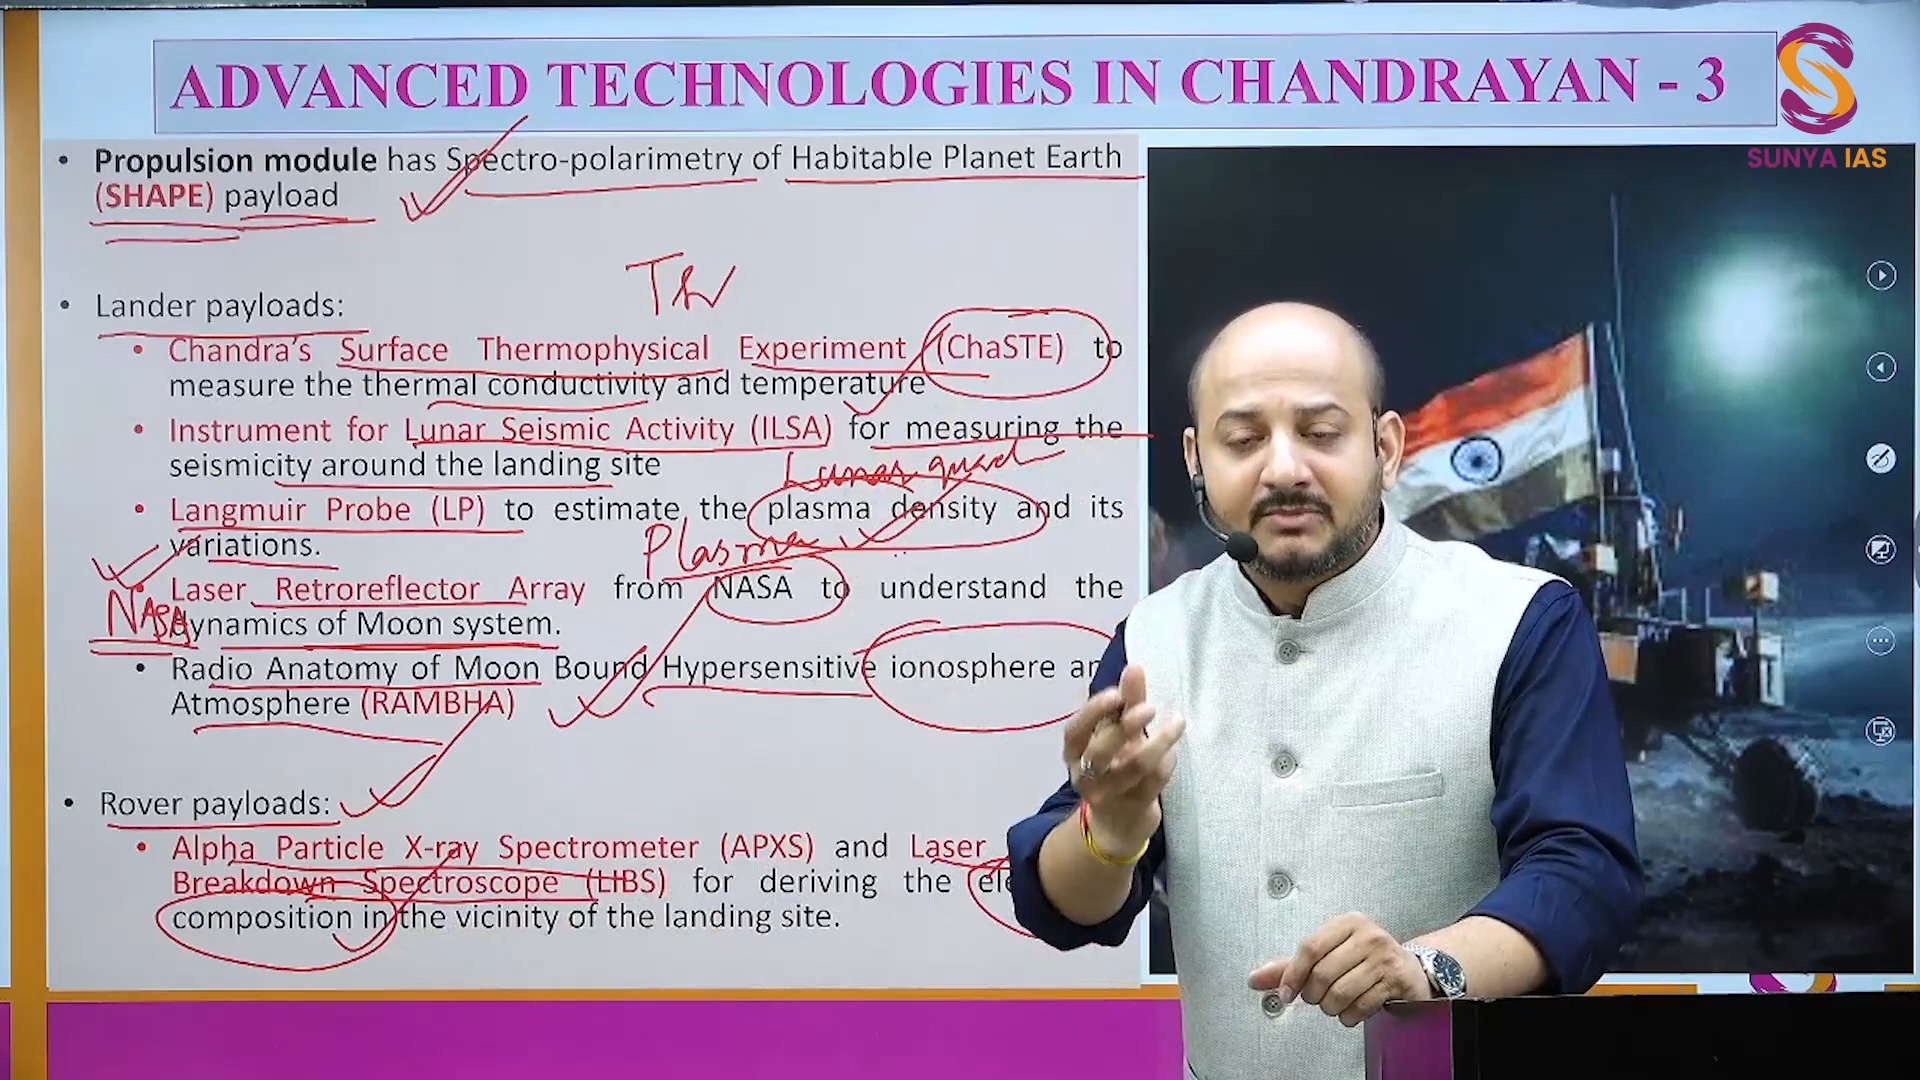 ADVANCED TECHNOLOGIES IN CHANDRAYAN - 3
SUNYA IAS
• Propulsion module has Spectro-polarimetry of Habitable Planet Earth
(SHAPE) payload
• Lander payloads:
• Chandra's Surface Thermophysical Experiment (ChaSTE) to
measure the thermal conductivity and temperature
• Instrument for Lunar Seismic Activity (ILSA) for measuring the
seismicity around the landing site
Lunar
• Langmuir Probe (LP) to estimate the plasma density and its
variations.
Plasma
• Laser Retroreflector Array from NASA to understand the
NASA
dynamics of Moon system.
• Radio Anatomy of Moon Bound Hypersensitive ionosphere
Atmosphere (RAMBHA)
• Rover payloads:
• Alpha Particle X-ray Spectrometer (APXS) and Laser
Breakdown Spectroscope (LIBS) for deriving the
composition in the vicinity of the landing site.